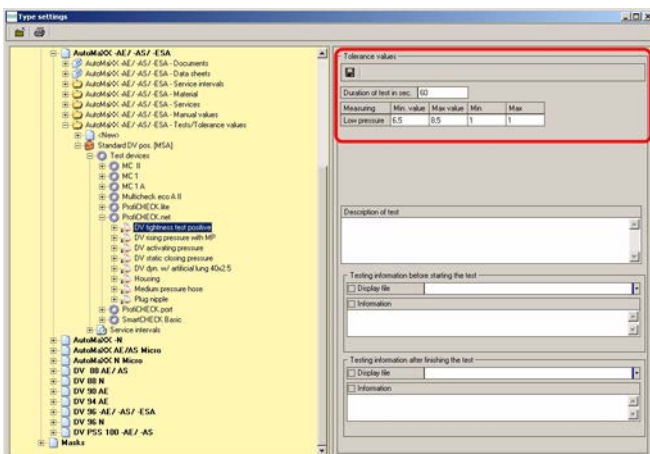 Type settings
AutoMaXX -AE/ -AS/ -ESA
AutoMaXX -AE/ -AS/ -ESA - Documents
AutoMaXX -AE/ -AS/ -ESA - Data sheets
AutoMaXX -AE/ -AS/ -ESA - Service intervals
AutoMaXX -AE/ -AS/ -ESA - Material
AutoMaXX -AE/ -AS/ -ESA - Services
AutoMaXX -AE/ -AS/ -ESA - Manual values
AutoMaXX -AE/ -AS/ -ESA - Tests/Tolerance values
<New>
Standard DV pos. [MSA]
Test devices
MC II
MC 1
MC 1 A
Multicheck eco A II
ProfiCHECK.lite
ProfiCHECK.net
DV tightness test positive
DV rising pressure with MP
DV activating pressure
DV static closing pressure
DV dyn. w/ artificial lung 40x2.5
Housing
Medium pressure hose
Plug nipple
ProfiCHECK.port
SmartCHECK Basic
Service intervals
AutoMaXX -N
AutoMaXX AE/AS Micro
AutoMaXX N Micro
DV 88 AE/ AS
DV 88 N
DV 90 AE
DV 94 AE
DV 96 -AE/ -AS/ -ESA
DV 96 N
DV PSS 100 -AE/ -AS
Masks
Tolerance values
Duration of test in sec. 60
Measuring Min. value Max value Min Max
Low pressure 6.5 8.5 1 1
Description of test
Testing information before starting the test
Display file
Information
Testing information after finishing the test
Display file
Information